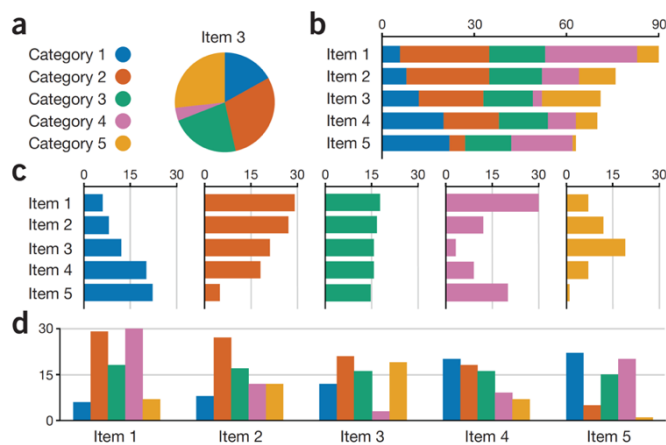 a
Item 3
Category 1
Category 2
Category 3
Category 4
Category 5
b
0 30 60 90
Item 1
Item 2
Item 3
Item 4
Item 5
c
0 15 30 0 15 30 0 15 30 0 15 30 0 15 30
Item 1
Item 2
Item 3
Item 4
Item 5
d
30
15
0
Item 1 Item 2 Item 3 Item 4 Item 5